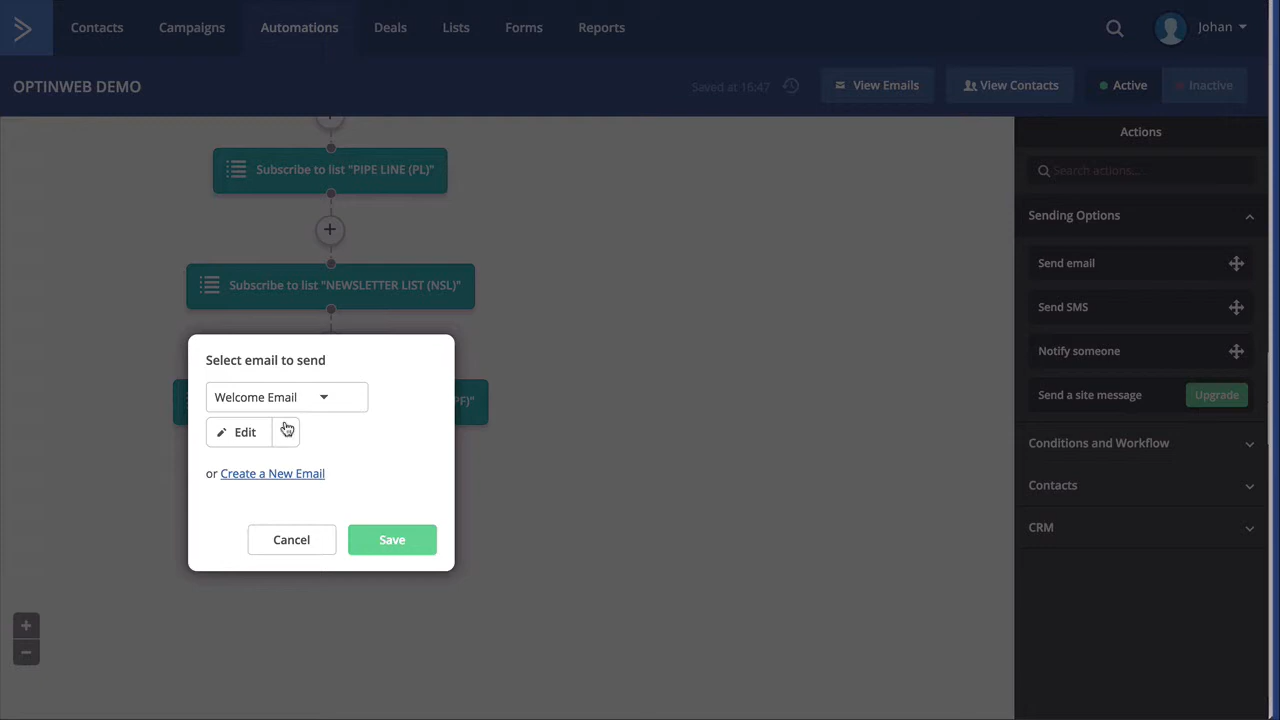 Contacts
Campaigns
Automations
Deals
Lists
Forms
Reports
Johan
OPTINWEB DEMO
Saved at 16:47
View Emails
View Contacts
Active
Inactive
Subscribe to list "PIPE LINE (PL)"
Subscribe to list "NEWSLETTER LIST (NSL)"
PF)"
Select email to send
Welcome Email
Edit
or Create a New Email
Cancel
Save
+
−
Actions
Search actions...
Sending Options
Send email
Send SMS
Notify someone
Send a site message
Upgrade
Conditions and Workflow
Contacts
CRM